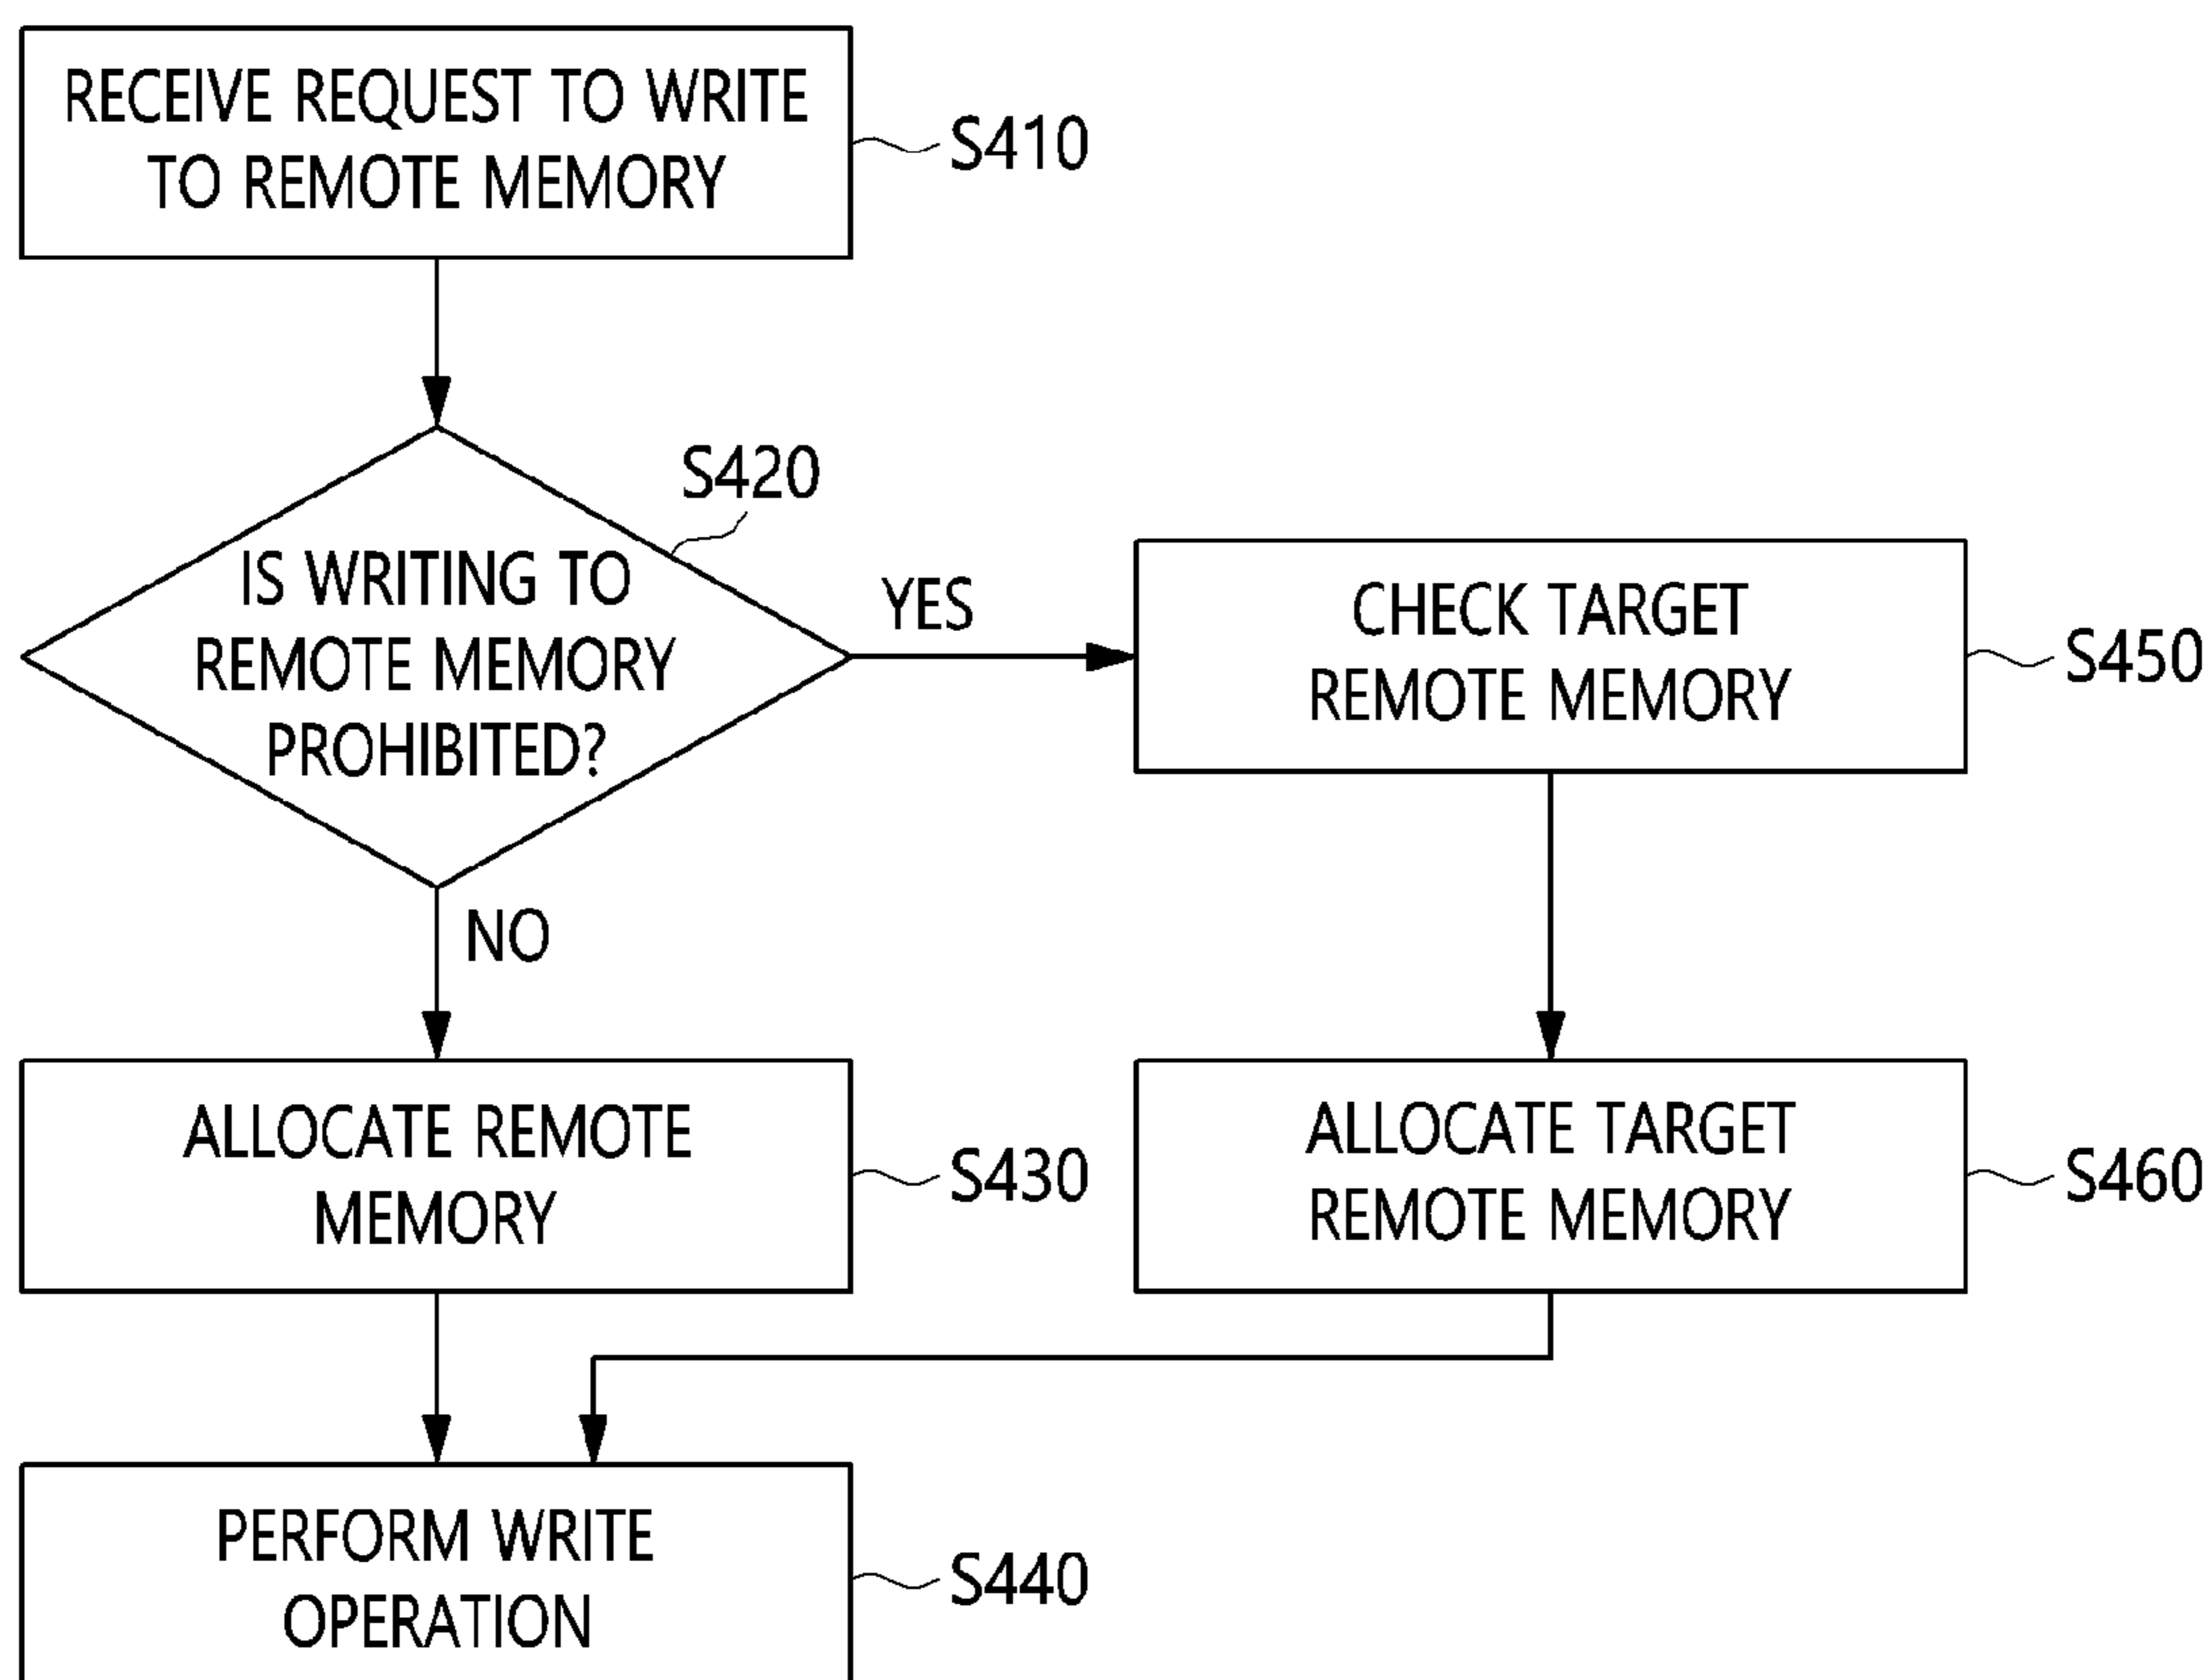 RECEIVE REQUEST TO WRITE
TO REMOTE MEMORY
S410
S420
IS WRITING TO
REMOTE MEMORY
PROHIBITED?
YES
CHECK TARGET
REMOTE MEMORY
S450
NO
ALLOCATE REMOTE
MEMORY
S430
ALLOCATE TARGET
REMOTE MEMORY
S460
PERFORM WRITE
OPERATION
S440